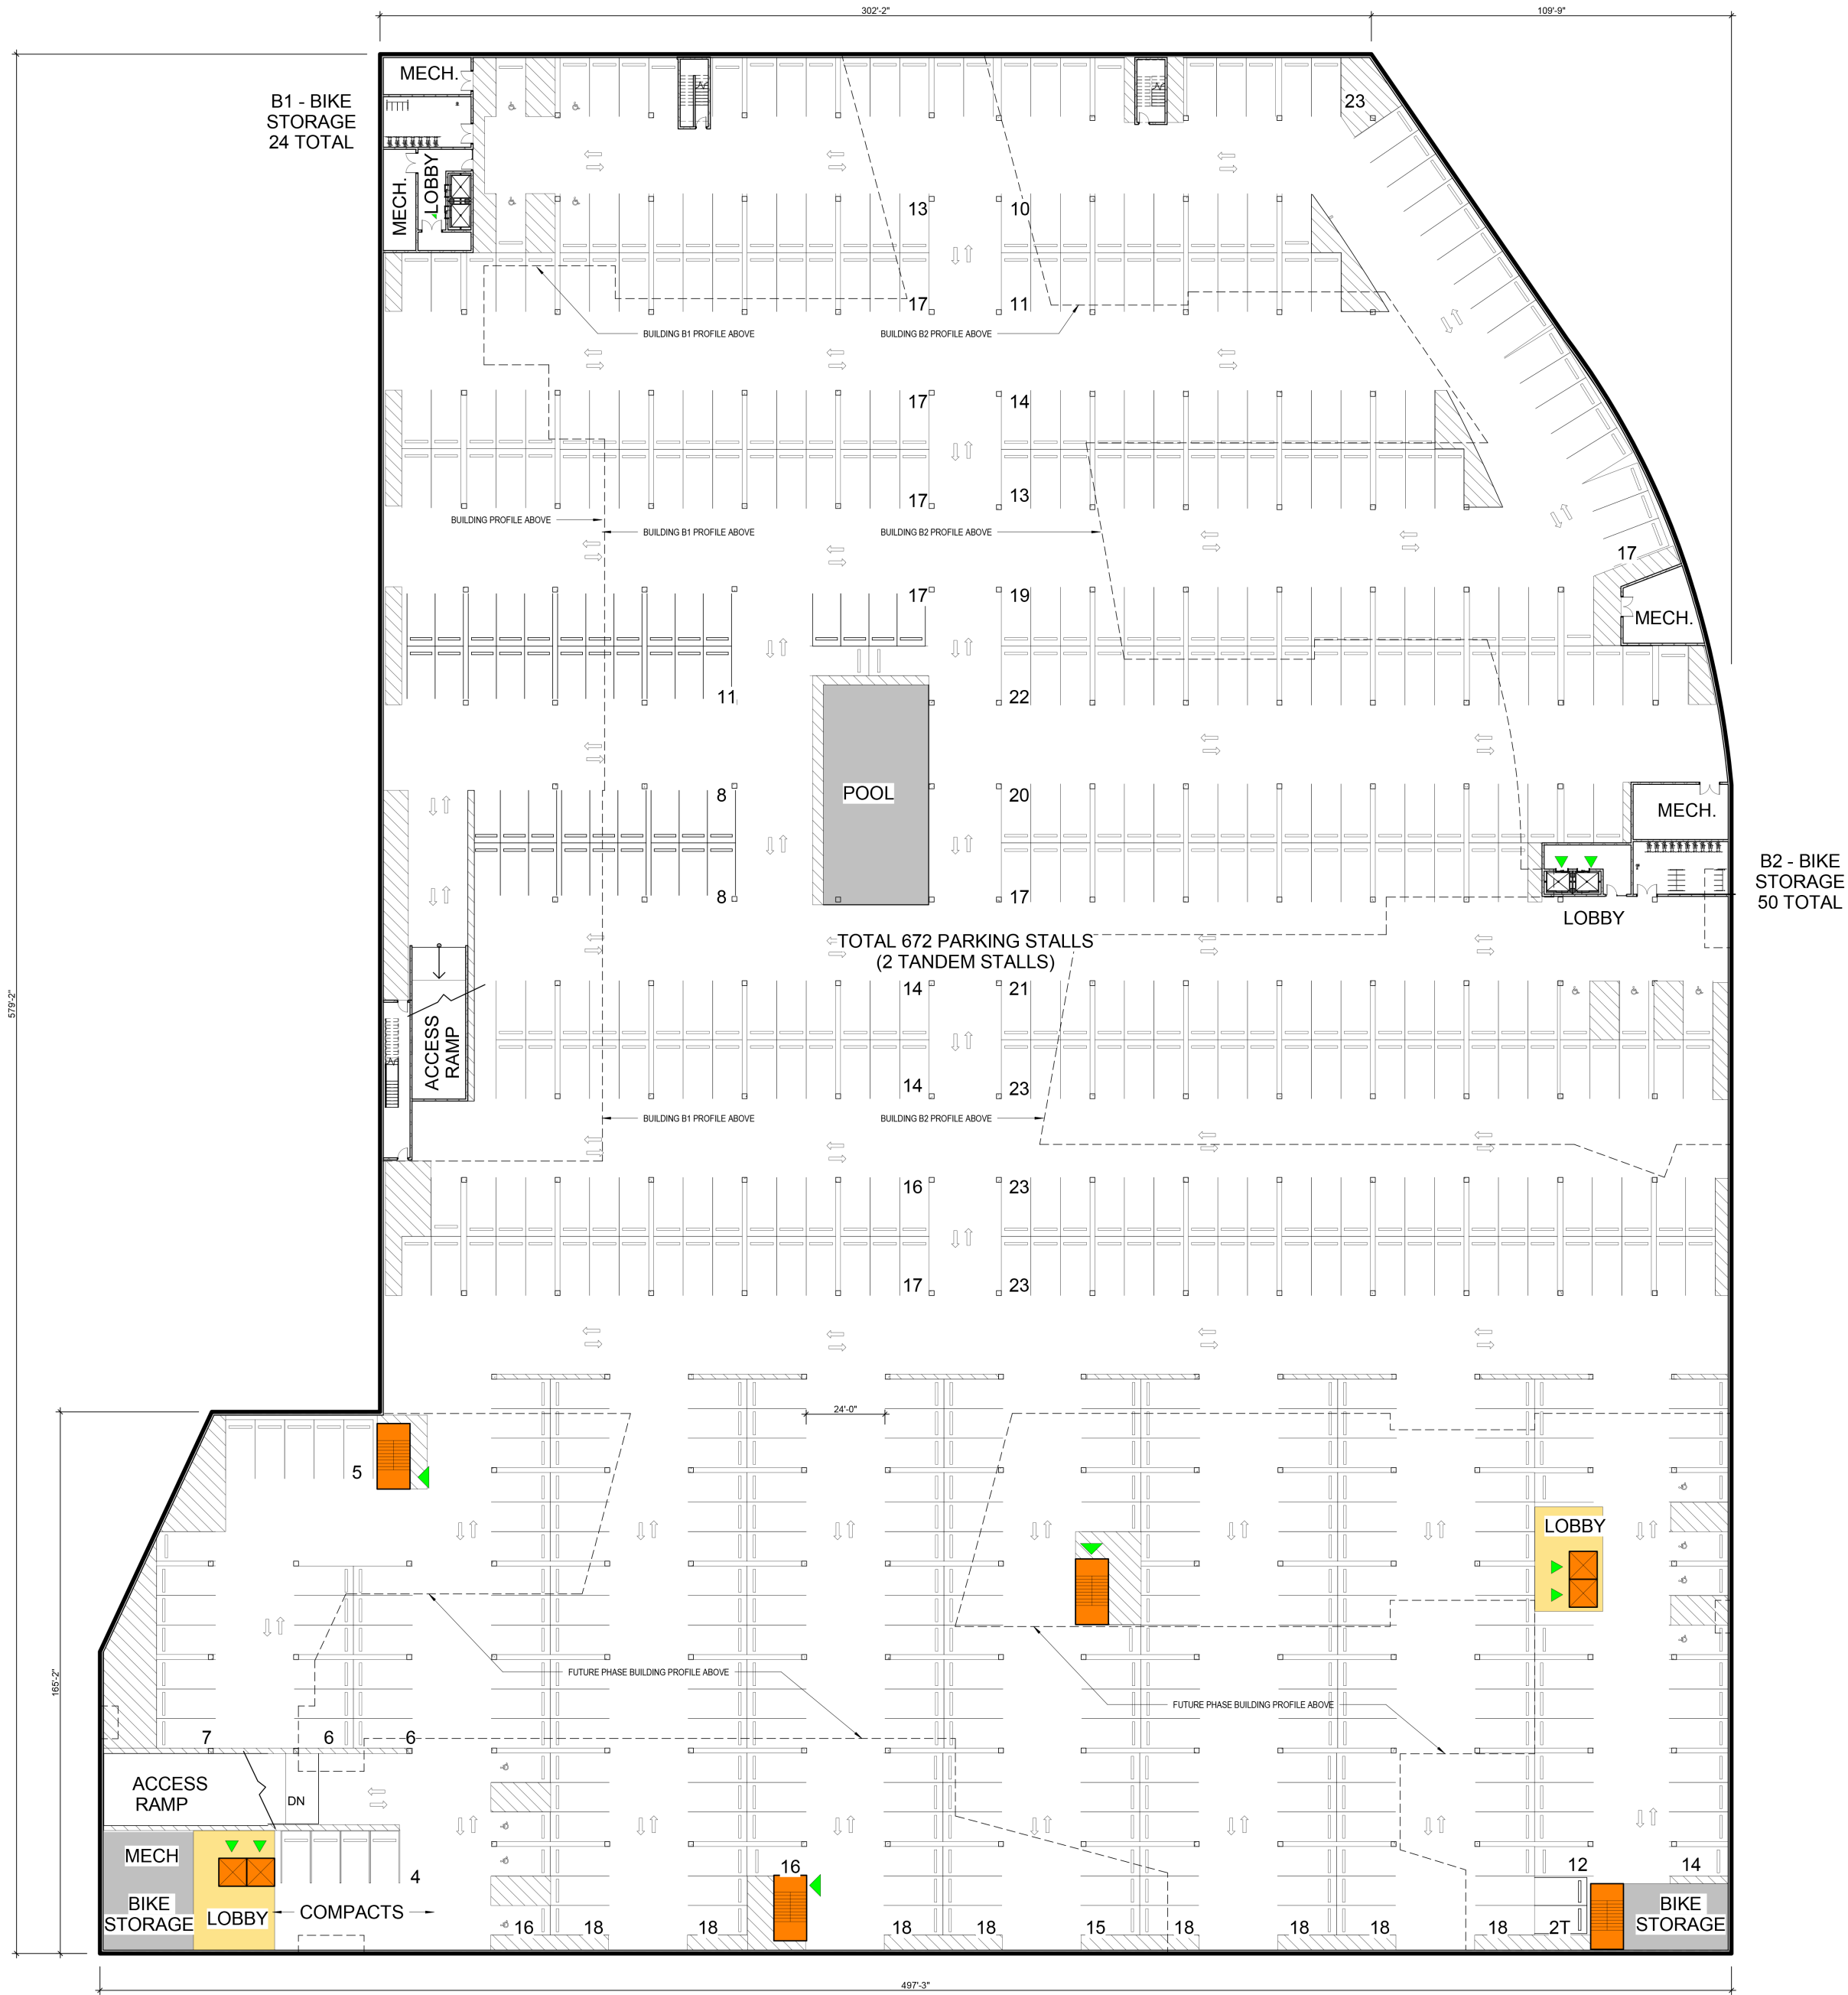 302'-2"
109'-9"
MECH.
B1 - BIKE
STORAGE
24 TOTAL
23
LOBBY
MECH.
13
10
17
11
BUILDING B1 PROFILE ABOVE
BUILDING B2 PROFILE ABOVE
17
14
17
13
BUILDING PROFILE ABOVE
BUILDING B1 PROFILE ABOVE
BUILDING B2 PROFILE ABOVE
17
17
19
MECH.
11
22
8
POOL
20
MECH.
B2 - BIKE
STORAGE
50 TOTAL
8
17
LOBBY
TOTAL 672 PARKING STALLS
(2 TANDEM STALLS)
579'-2"
14
21
ACCESS
RAMP
14
23
BUILDING B1 PROFILE ABOVE
BUILDING B2 PROFILE ABOVE
16
23
17
23
24'-0"
5
LOBBY
165'-2"
FUTURE PHASE BUILDING PROFILE ABOVE
FUTURE PHASE BUILDING PROFILE ABOVE
7
6
6
ACCESS
RAMP
DN
MECH
4
16
12
14
BIKE
STORAGE
LOBBY
COMPACTS
16
18
18
18
18
15
18
18
18
18
2T
BIKE
STORAGE
497'-3"